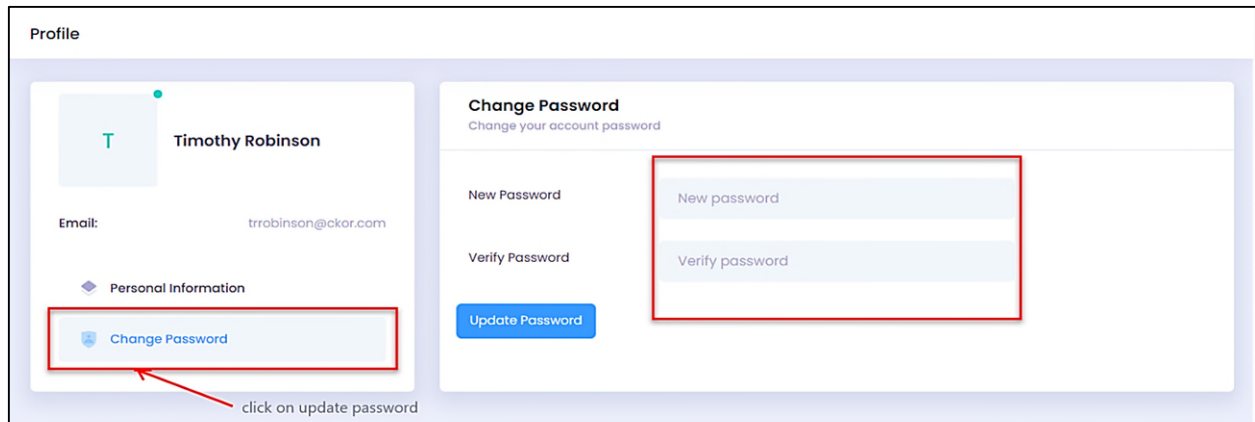 Profile
T
Timothy Robinson
Email: trrobinson@ckor.com
Personal Information
Change Password
click on update password
Change Password
Change your account password
New Password New password
Verify Password Verify password
Update Password